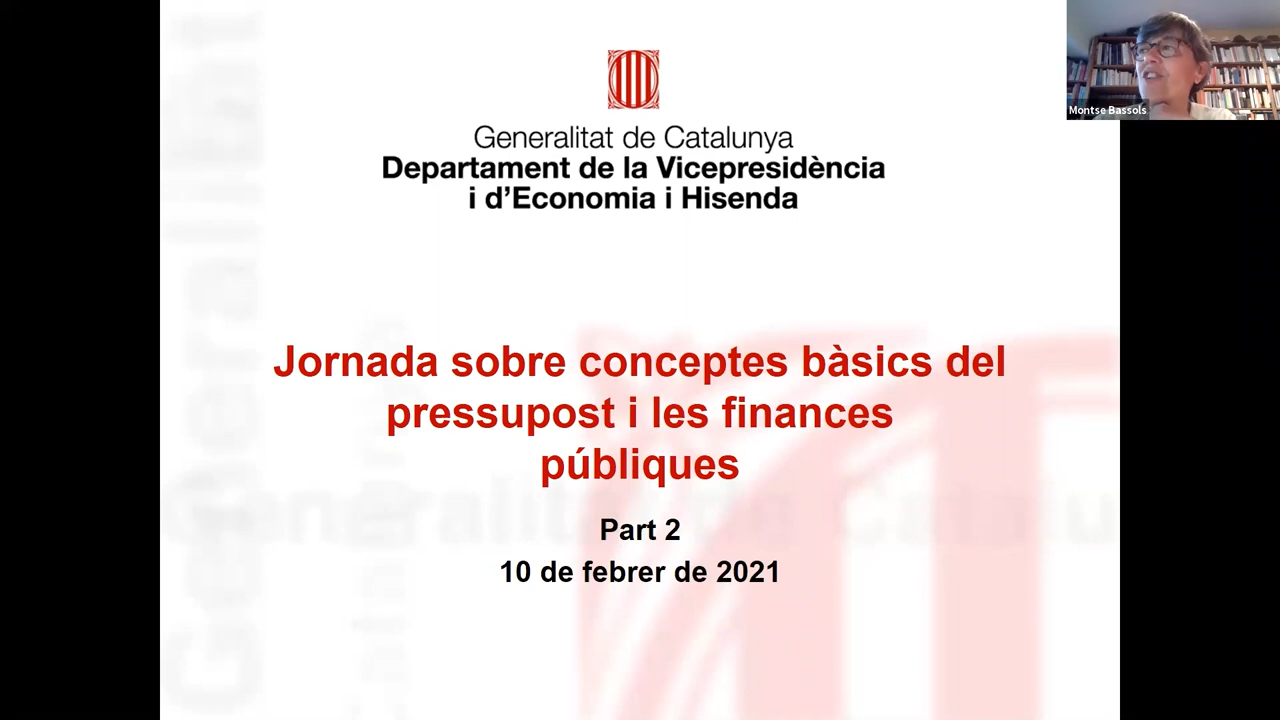 Generalitat de Catalunya
Departament de la Vicepresidència
i d'Economia i Hisenda
Montse Bassols
Jornada sobre conceptes bàsics del
pressupost i les finances
públiques
Part 2
10 de febrer de 2021